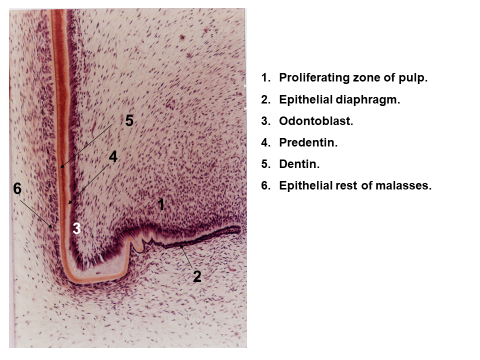 1. Proliferating zone of pulp.
2. Epithelial diaphragm.
3. Odontoblast.
4. Predentin.
5. Dentin.
6. Epithelial rest of malasses.
5
4
6
1
3
2